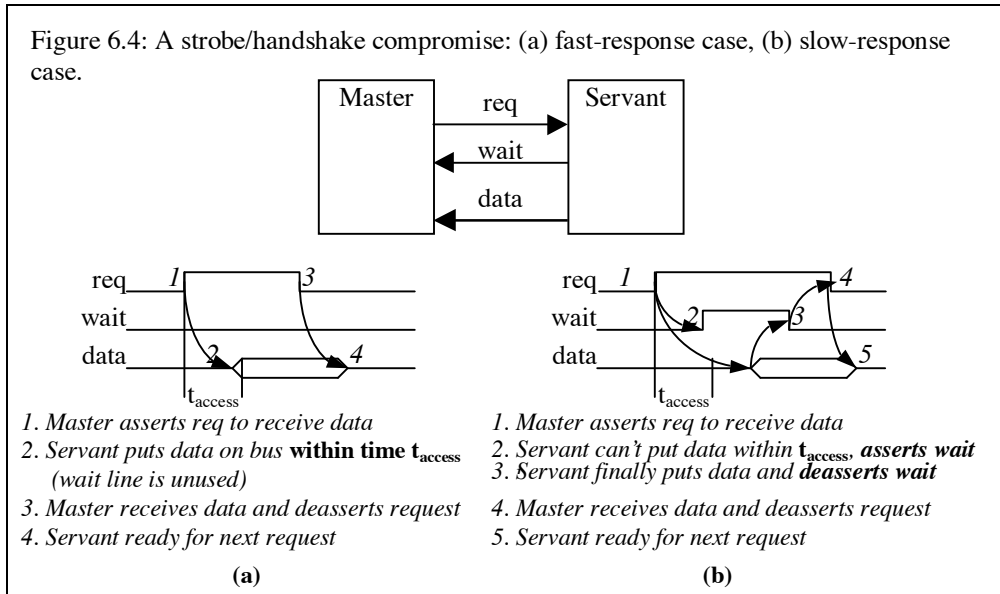 Figure 6.4: A strobe/handshake compromise: (a) fast-response case, (b) slow-response
case.
Master
Servant
req
wait
data
req 1 3
wait
data 2 4
t_access
1. Master asserts req to receive data
2. Servant puts data on bus within time t_access
(wait line is unused)
3. Master receives data and deasserts request
4. Servant ready for next request
(a)
req 1 4
wait 2 3
data 5
t_access
1. Master asserts req to receive data
2. Servant can't put data within t_access, asserts wait
3. Servant finally puts data and deasserts wait
4. Master receives data and deasserts request
5. Servant ready for next request
(b)